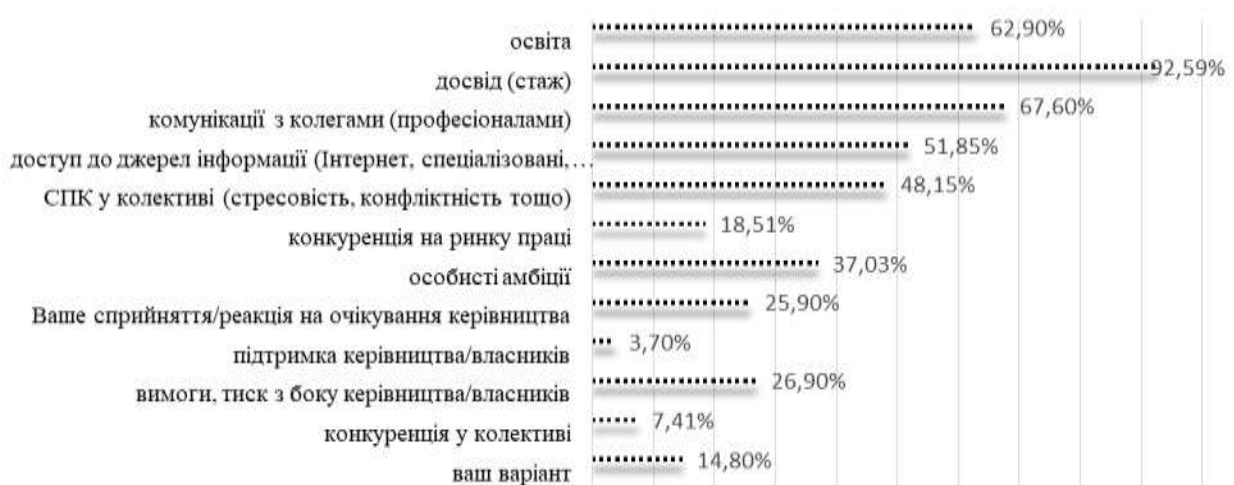 освіта 62,90%
досвід (стаж) 92,59%
комунікації з колегами (професіоналами) 67,60%
доступ до джерел інформації (Інтернет, спеціалізовані,… 51,85%
СПК у колективі (стресовість, конфліктність тощо) 48,15%
конкуренція на ринку праці 18,51%
особисті амбіції 37,03%
Ваше сприйняття/реакція на очікування керівництва 25,90%
підтримка керівництва/власників 3,70%
вимоги, тиск з боку керівництва/власників 26,90%
конкуренція у колективі 7,41%
ваш варіант 14,80%